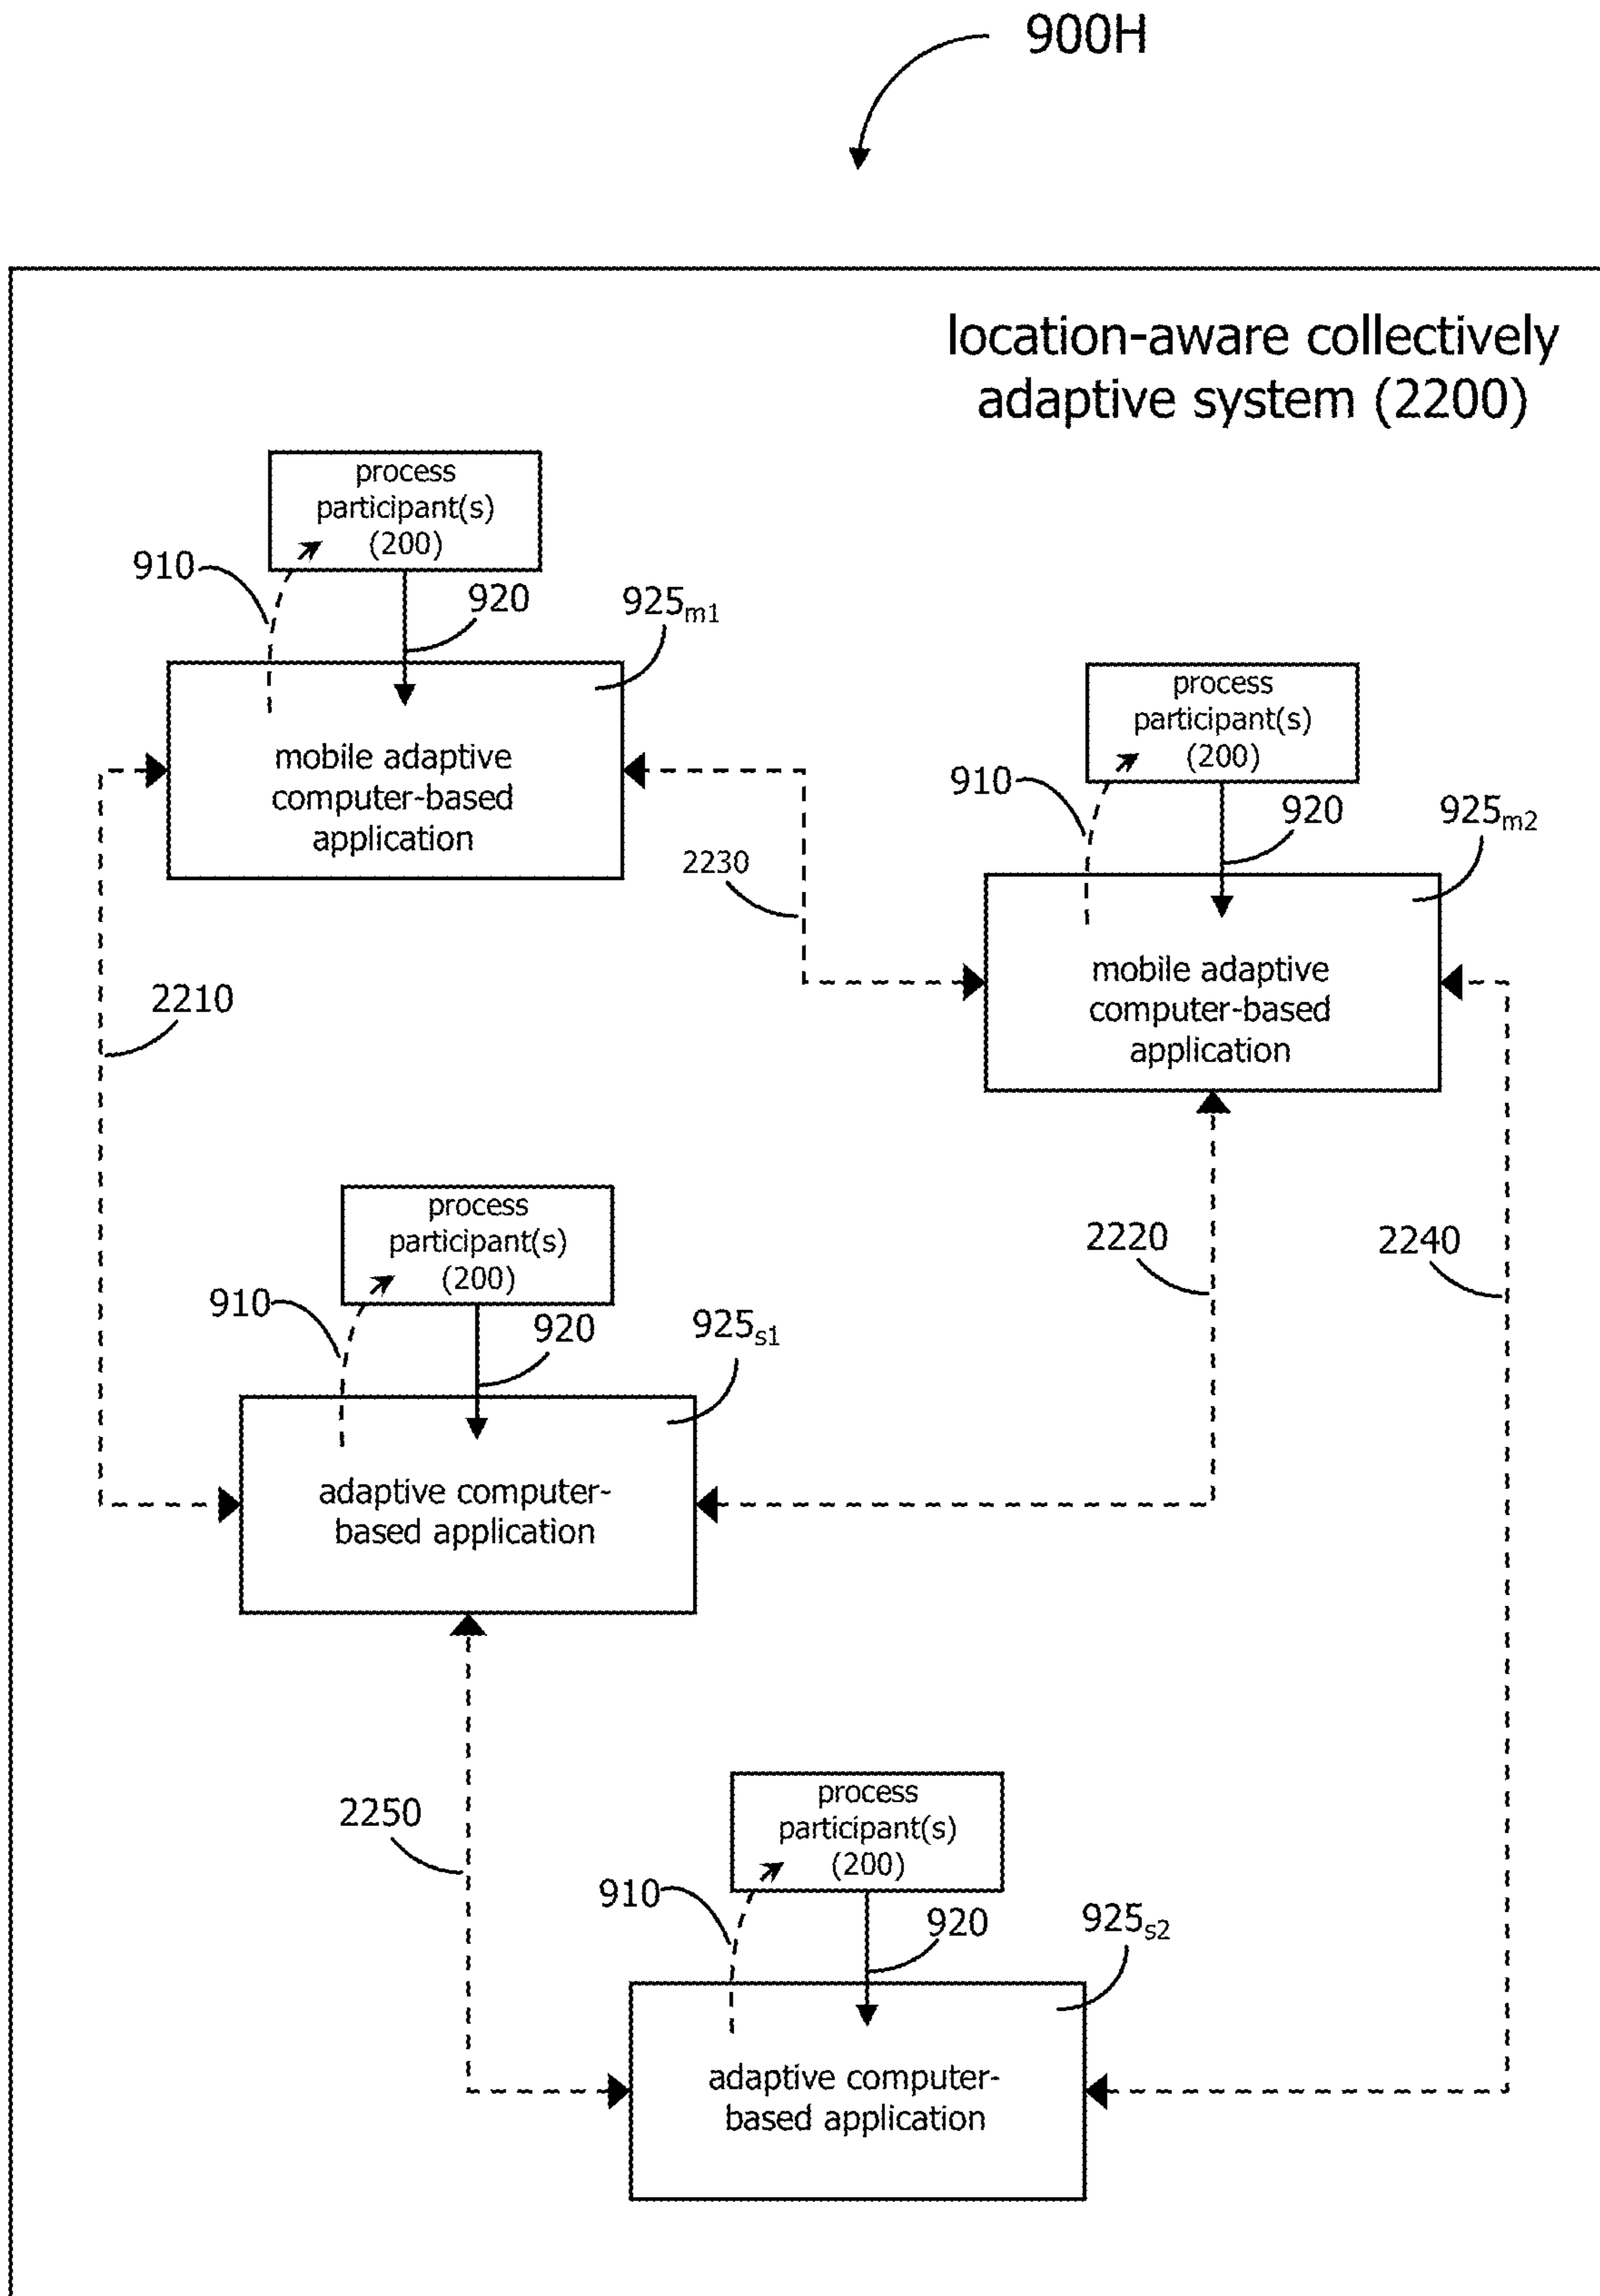 900H
location-aware collectively
adaptive system (2200)
process
participant(s)
(200)
910
920
925m1
mobile adaptive
computer-based
application
process
participant(s)
(200)
910
920
925m2
2230
mobile adaptive
computer-based
application
2210
process
participant(s)
(200)
2220
2240
910
920
925s1
adaptive computer-
based application
2250
process
participant(s)
(200)
910
920
925s2
adaptive computer-
based application